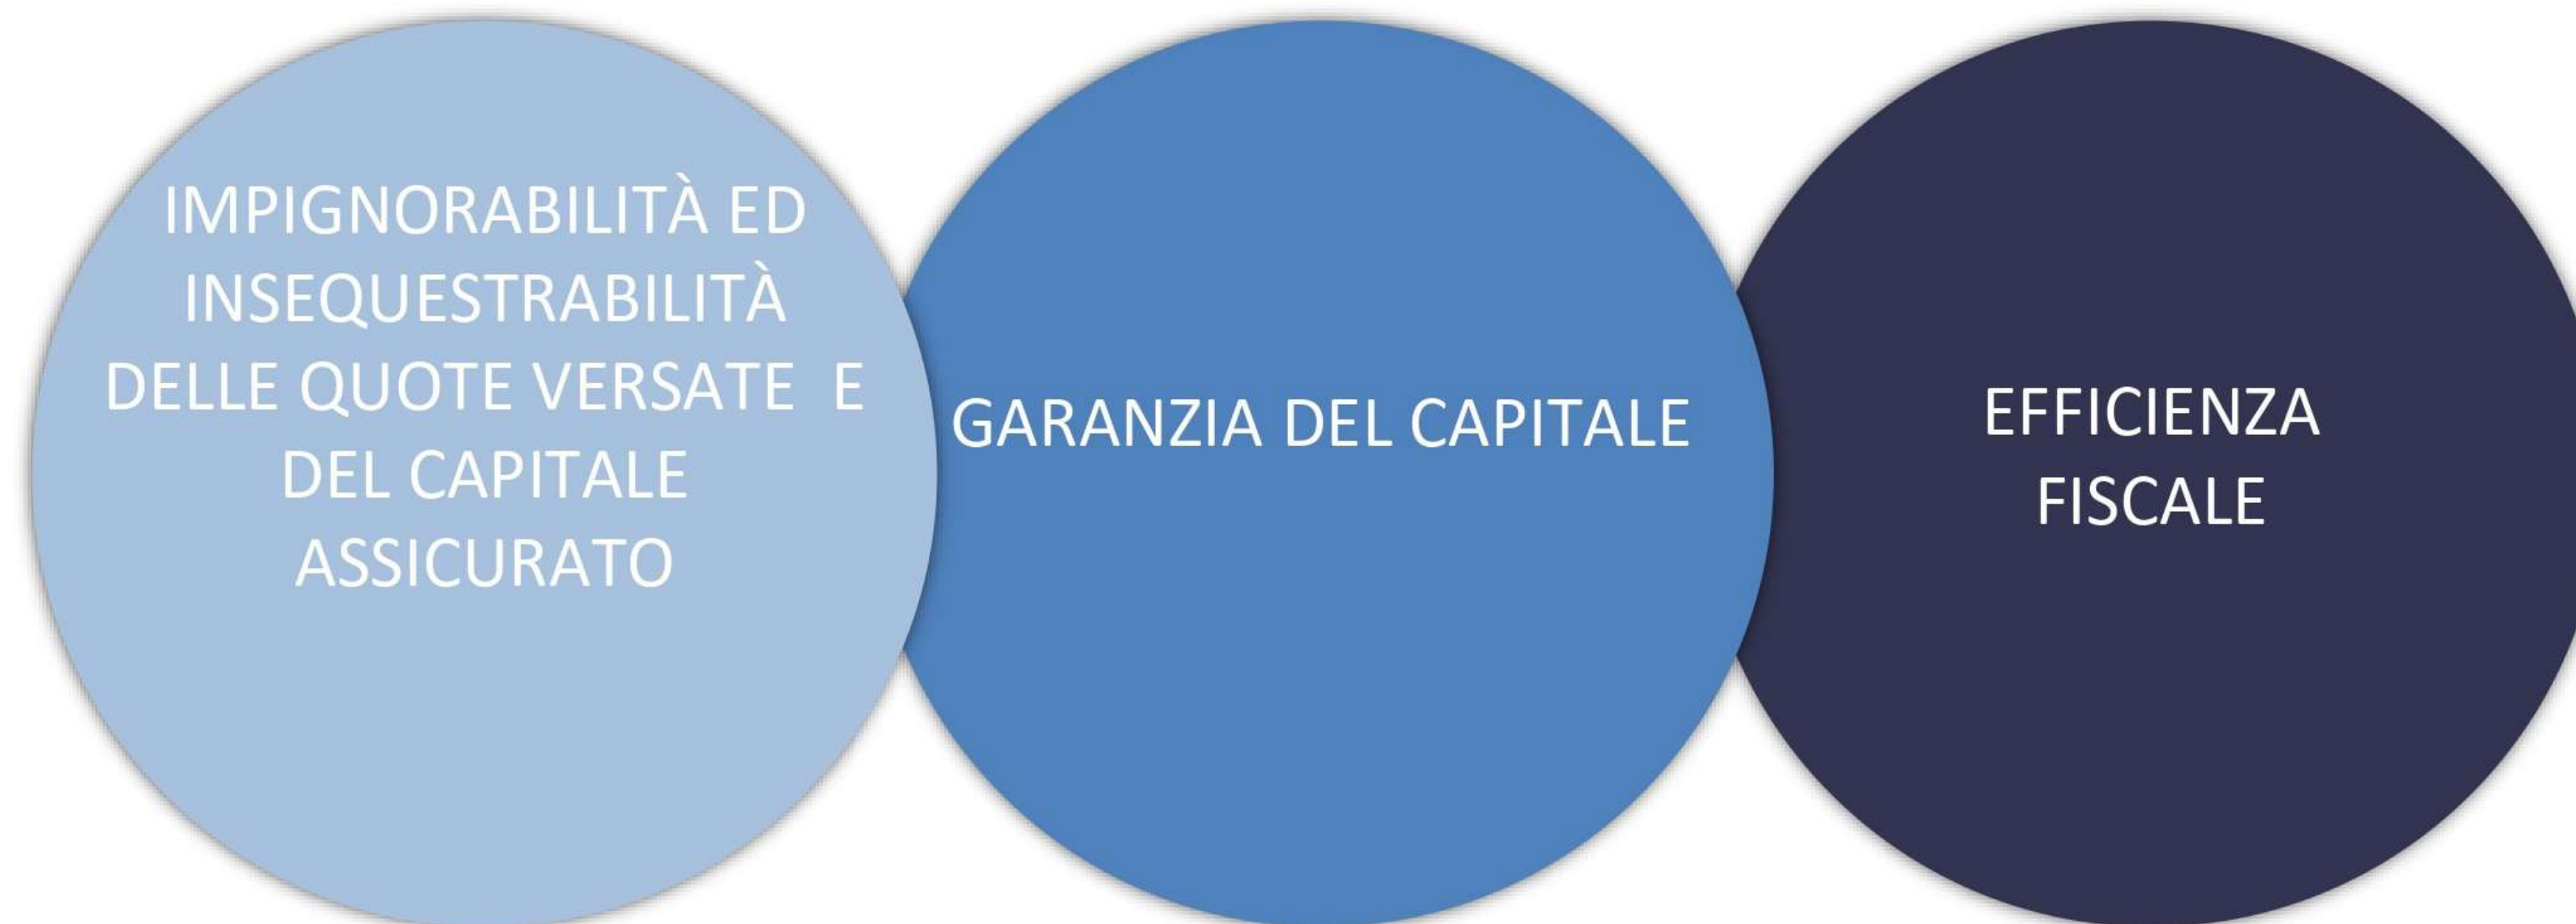 IMPIGNORABILITÀ ED
INSEQUESTRABILITÀ
DELLE QUOTE VERSATE E
DEL CAPITALE
ASSICURATO
GARANZIA DEL CAPITALE
EFFICIENZA
FISCALE